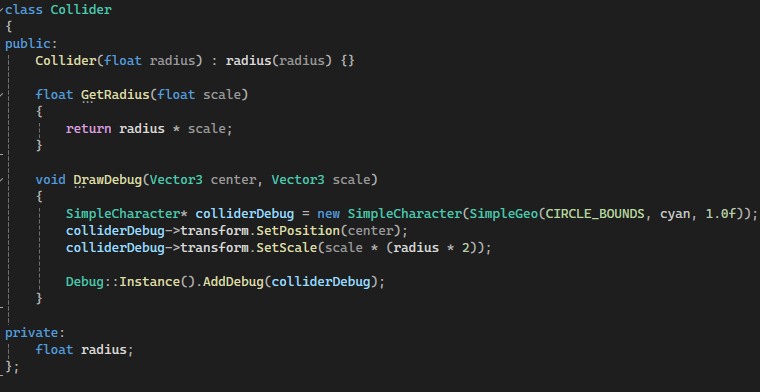 class Collider
{
public:
    Collider(float radius) : radius(radius) {}

    float GetRadius(float scale)
    {
        return radius * scale;
    }

    void DrawDebug(Vector3 center, Vector3 scale)
    {
        SimpleCharacter* colliderDebug = new SimpleCharacter(SimpleGeo(CIRCLE_BOUNDS, cyan, 1.0f));
        colliderDebug->transform.SetPosition(center);
        colliderDebug->transform.SetScale(scale * (radius * 2));

        Debug::Instance().AddDebug(colliderDebug);
    }

private:
    float radius;
};